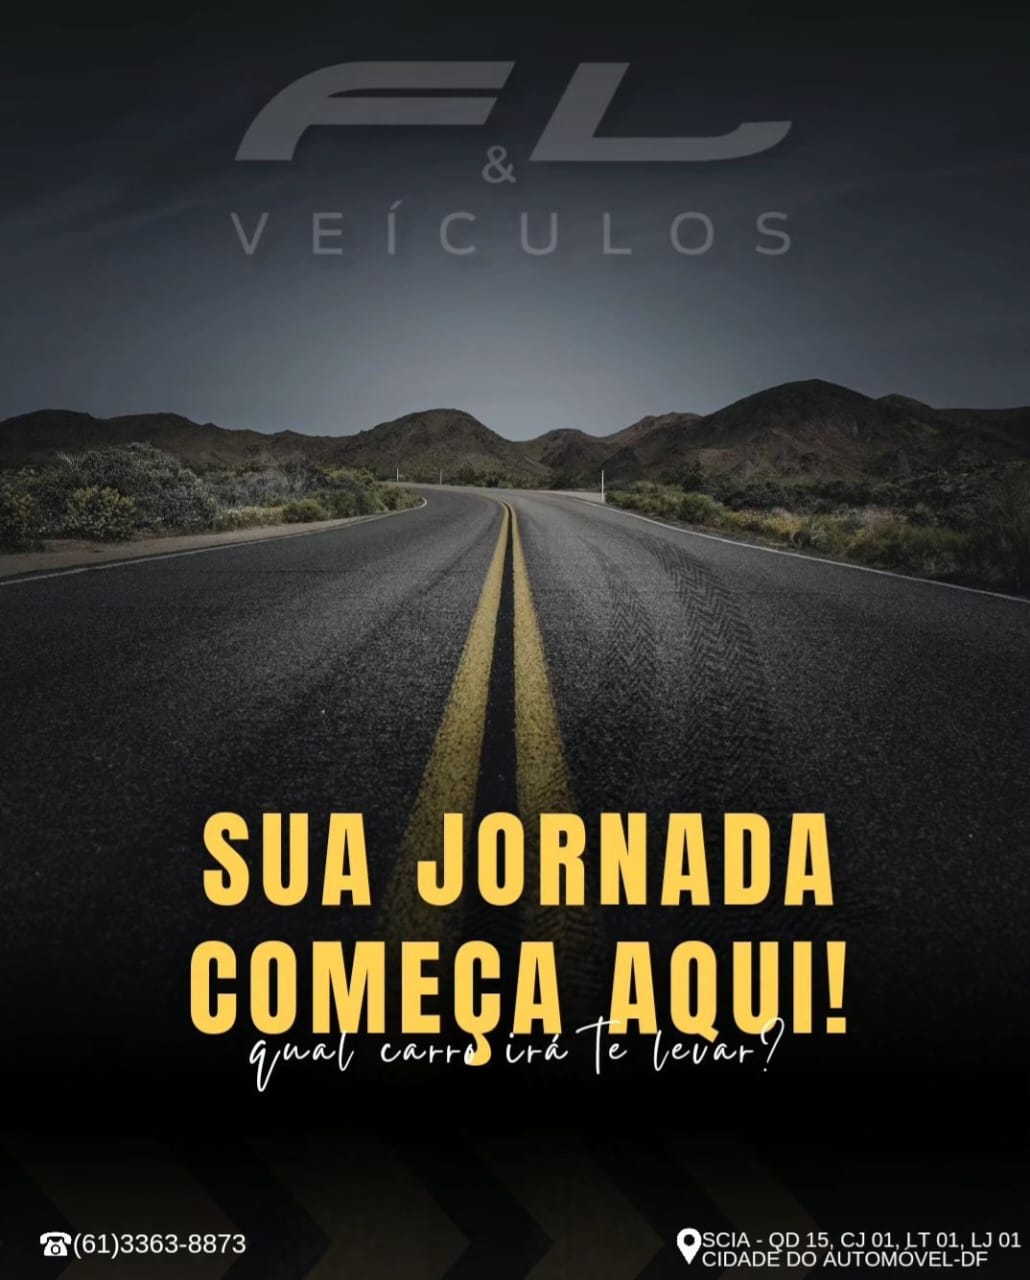 FL
&
VEÍCULOS
SUA JORNADA
COMEÇA AQUI!
qual carro irá te levar?
(61)3363-8873
SCIA - QD 15, CJ 01, LT 01, LJ 01
CIDADE DO AUTOMÓVEL-DF